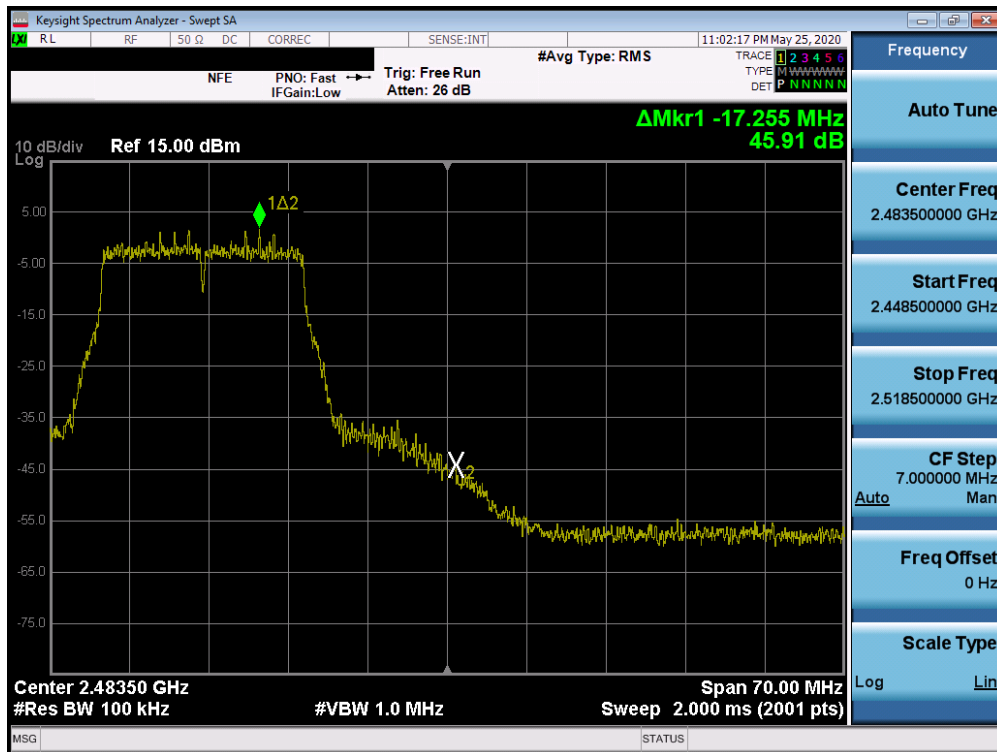 Keysight Spectrum Analyzer - Swept SA
LXI RL RF 50 Ω DC CORREC SENSE:INT 11:02:17 PM May 25, 2020
#Avg Type: RMS TRACE 1 2 3 4 5 6
NFE PNO: Fast Trig: Free Run TYPE M WWWWW
IFGain:Low Atten: 26 dB DET P N N N N N
ΔMkr1 -17.255 MHz
45.91 dB
10 dB/div Ref 15.00 dBm
Log
1Δ2
5.00
-5.00
-15.0
-25.0
-35.0
-45.0
2
-55.0
-65.0
-75.0
Center 2.48350 GHz Span 70.00 MHz
#Res BW 100 kHz #VBW 1.0 MHz Sweep 2.000 ms (2001 pts)
MSG STATUS
Frequency
Auto Tune
Center Freq
2.483500000 GHz
Start Freq
2.448500000 GHz
Stop Freq
2.518500000 GHz
CF Step
7.000000 MHz
Auto Man
Freq Offset
0 Hz
Scale Type
Log Lin